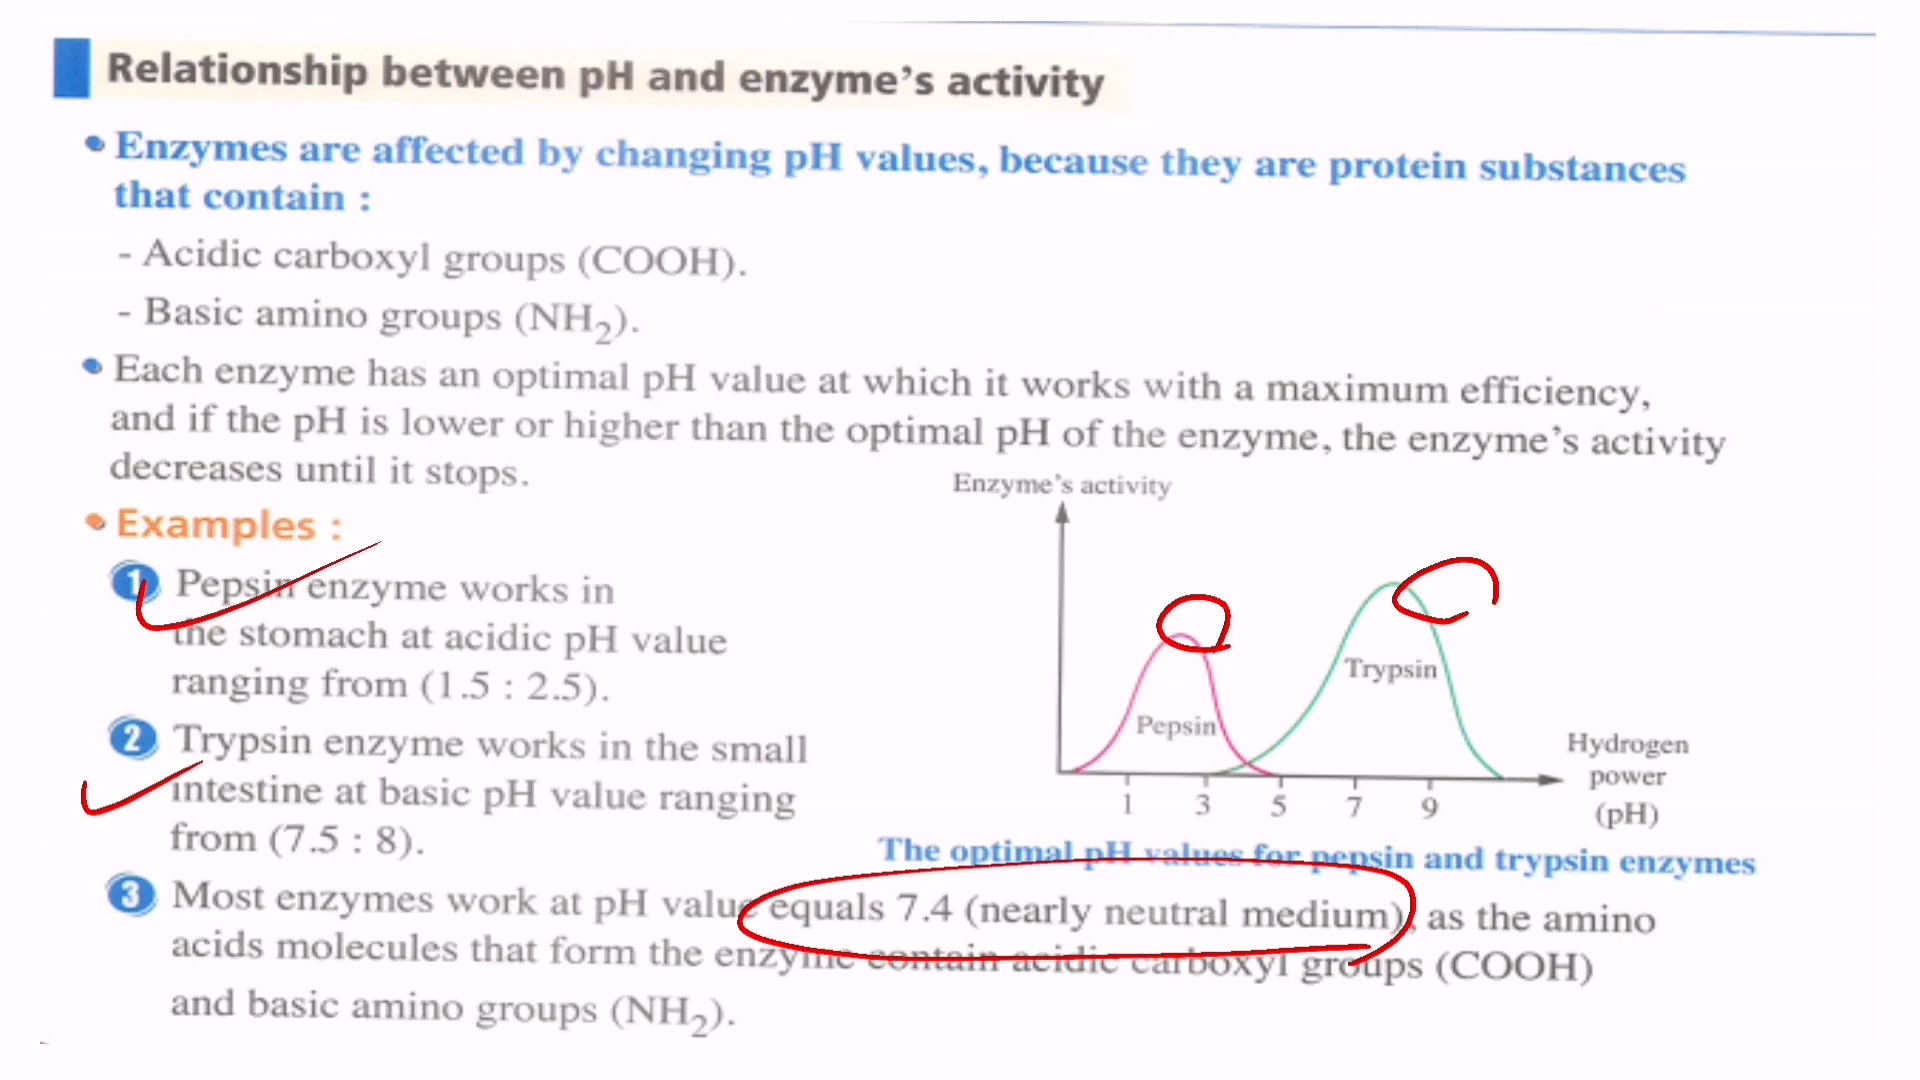 Relationship between pH and enzyme's activity
• Enzymes are affected by changing pH values, because they are protein substances
that contain :
- Acidic carboxyl groups (COOH).
- Basic amino groups (NH₂).
• Each enzyme has an optimal pH value at which it works with a maximum efficiency,
and if the pH is lower or higher than the optimal pH of the enzyme, the enzyme's activity
decreases until it stops.
• Examples :
1 Pepsin enzyme works in
the stomach at acidic pH value
ranging from (1.5 : 2.5).
2 Trypsin enzyme works in the small
intestine at basic pH value ranging
from (7.5 : 8).
Enzyme's activity
Pepsin
Trypsin
1 3 5 7 9
Hydrogen
power
(pH)
The optimal pH values for pepsin and trypsin enzymes
3 Most enzymes work at pH value equals 7.4 (nearly neutral medium), as the amino
acids molecules that form the enzyme contain acidic carboxyl groups (COOH)
and basic amino groups (NH₂).